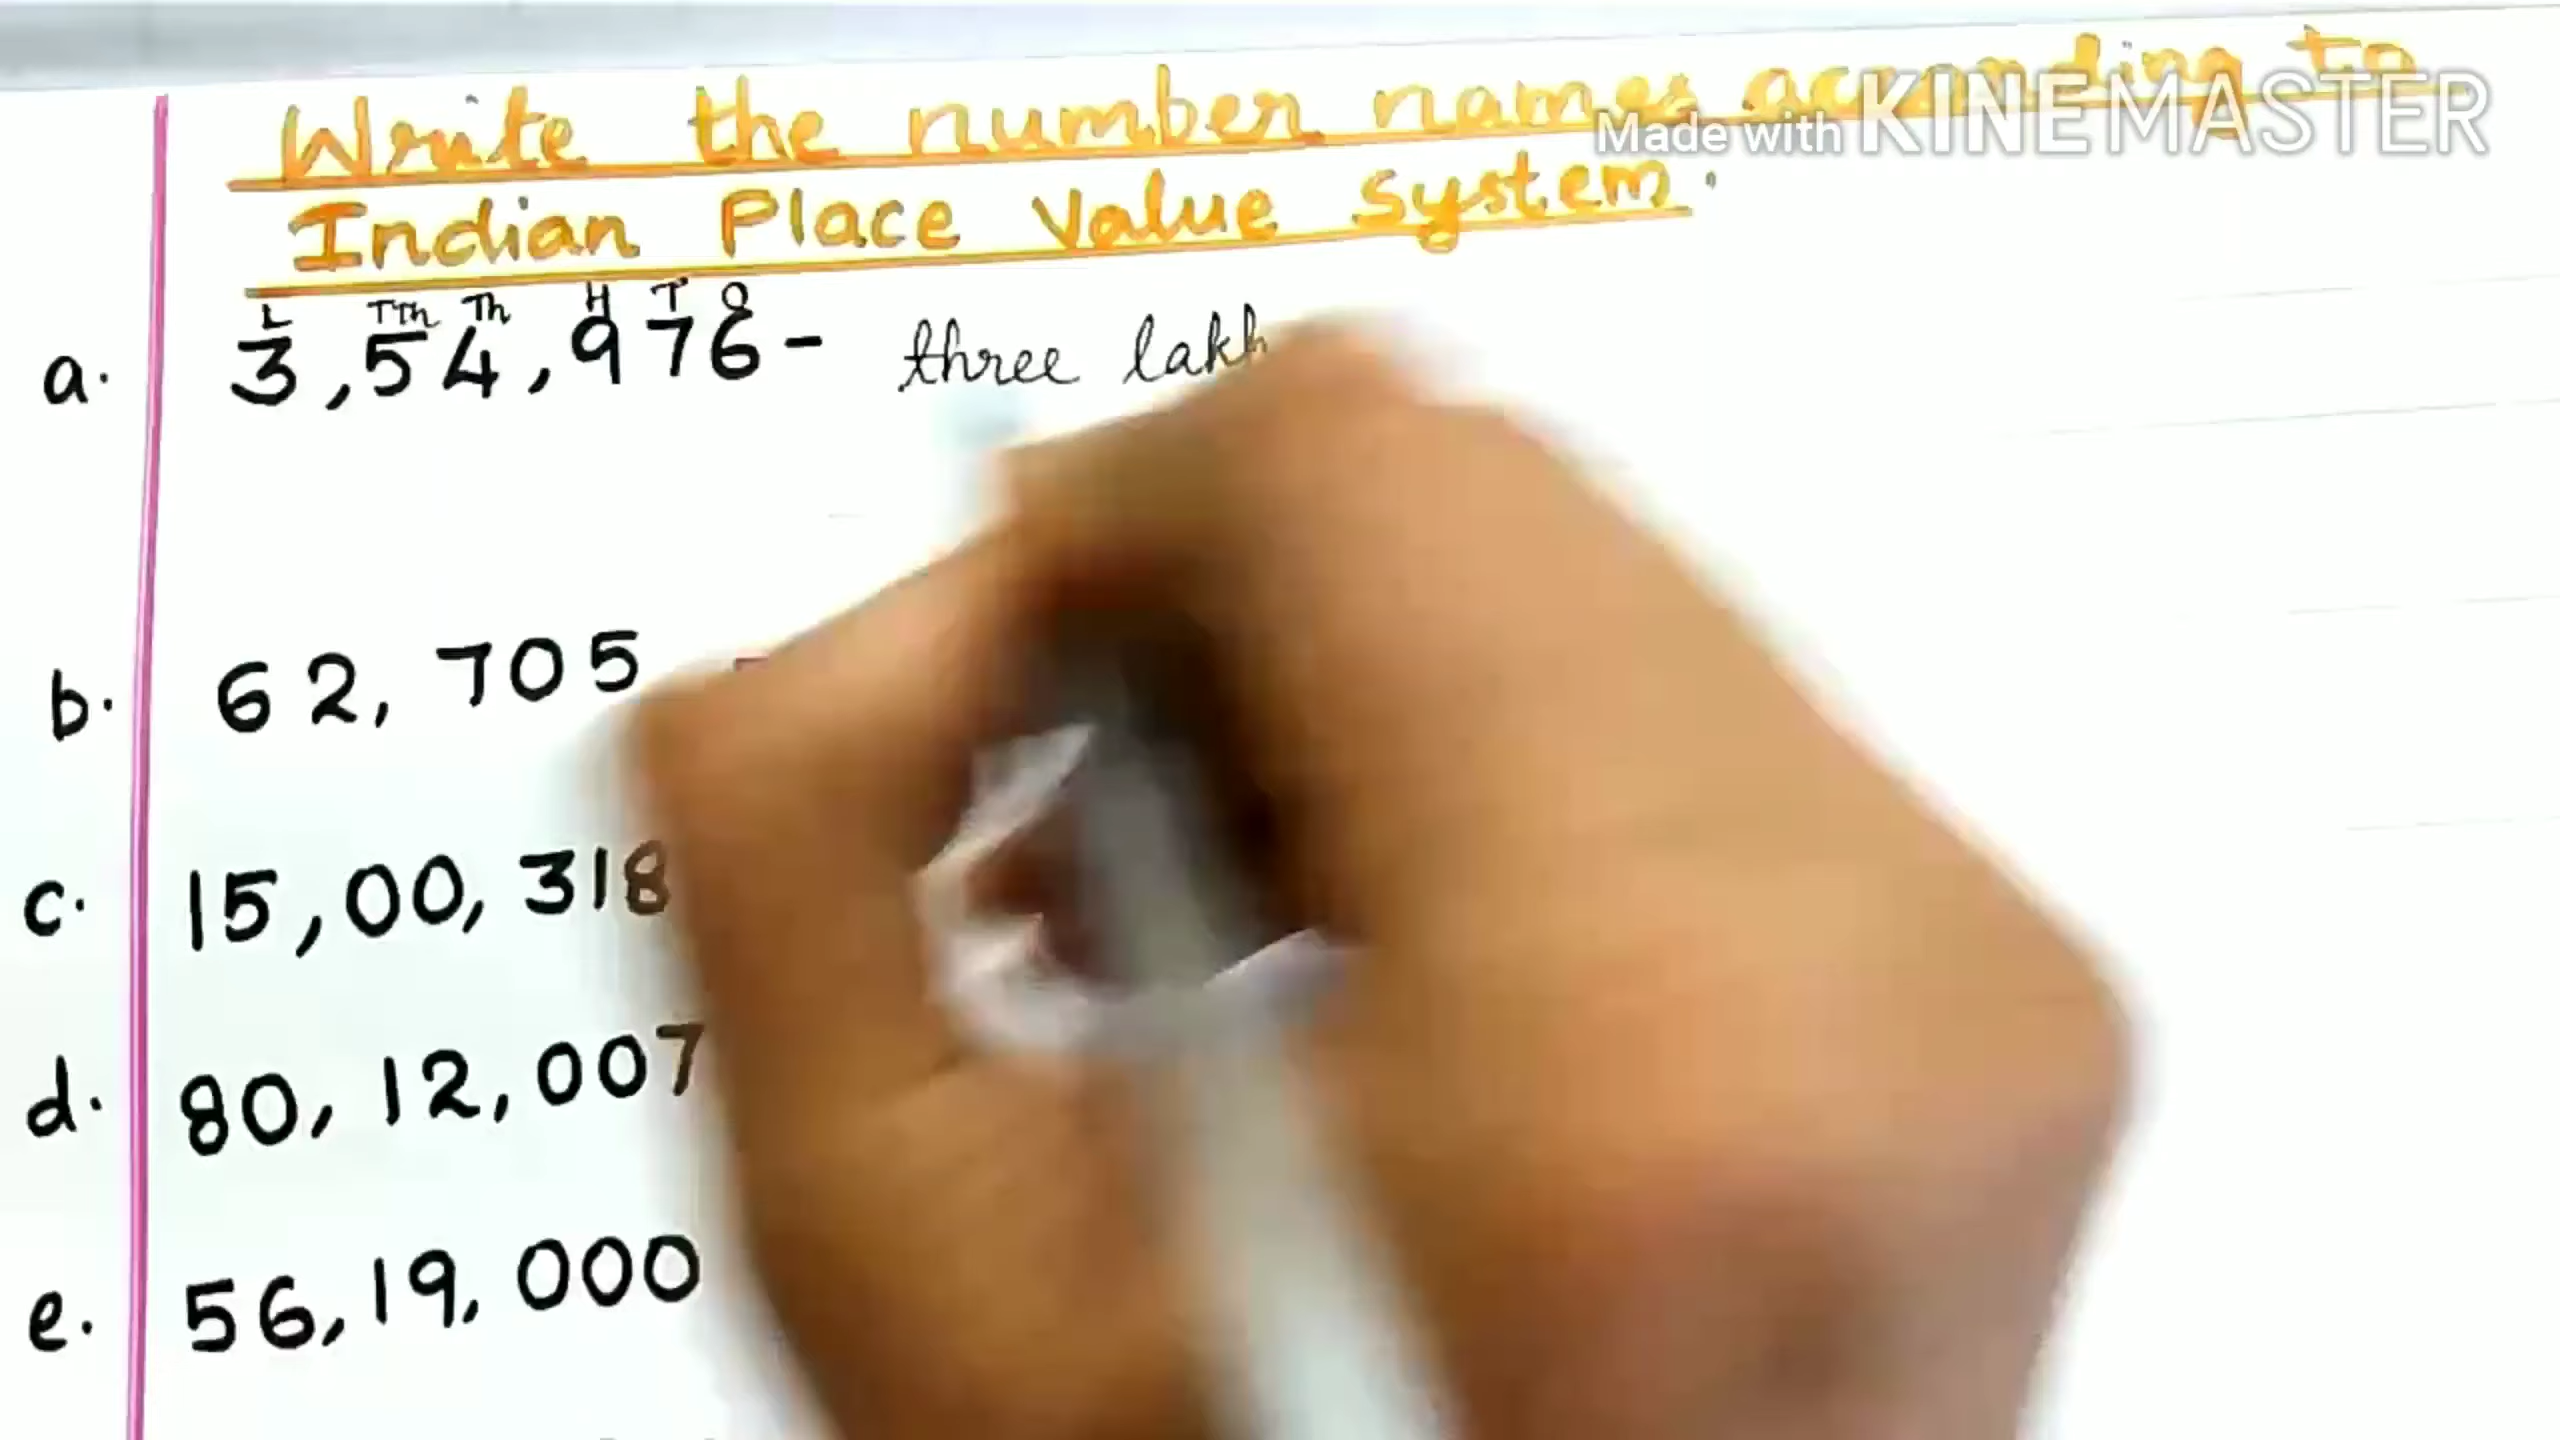 Write the number names according to
Made with KINEMASTER
Indian Place Value system.
L TTh Th H T O
a. 3,54,976 - three lakh
b. 62,705 -
c. 15,00,318
d. 80,12,007
e. 56,19,000